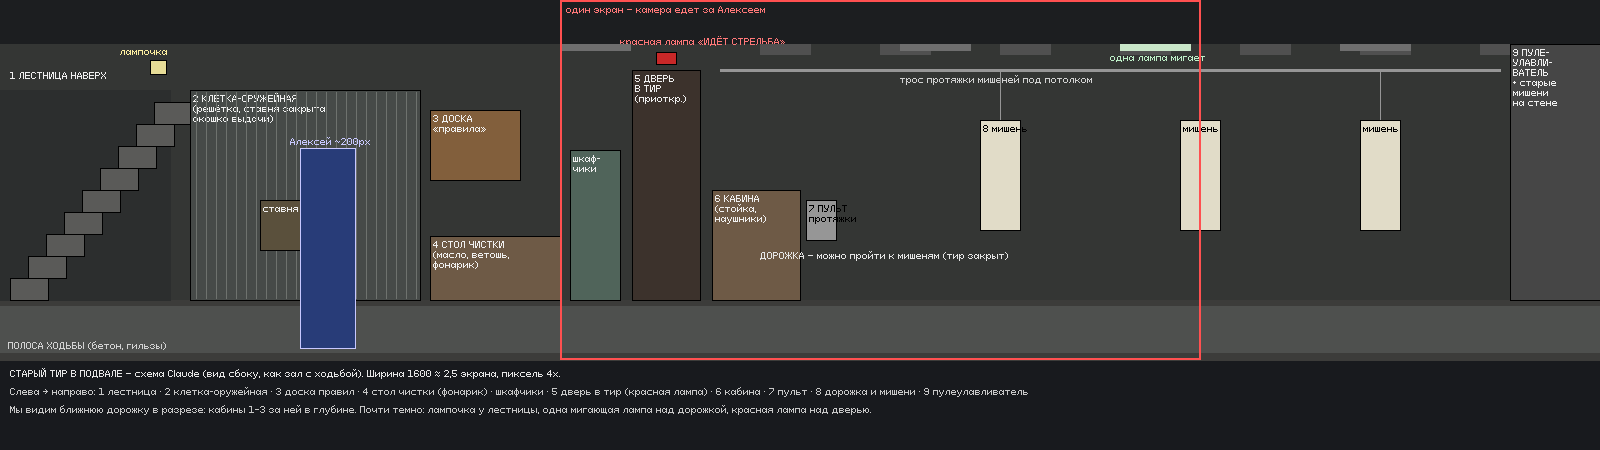 один экран – камера едет за Алексеем
красная лампа «ИДЁТ СТРЕЛЬБА»
лампочка
одна лампа мигает
1 ЛЕСТНИЦА НАВЕРХ
трос протяжки мишеней под потолком
2 КЛЕТКА-ОРУЖЕЙНАЯ
(решётка, ставня закрыта
окошко выдачи)
Алексей ~200px
ставня
3 ДОСКА
«правила»
4 СТОЛ ЧИСТКИ
(масло, ветошь,
фонарик)
шкаф-
чики
5 ДВЕРЬ
В ТИР
(приоткр.)
6 КАБИНА
(стойка,
наушники)
7 ПУЛЬТ
протяжки
8 мишень
мишень
мишень
9 ПУЛЕ-
УЛАВЛИ-
ВАТЕЛЬ
+ старые
мишени
на стене
ДОРОЖКА – можно пройти к мишеням (тир закрыт)
ПОЛОСА ХОДЬБЫ (бетон, гильзы)
СТАРЫЙ ТИР В ПОДВАЛЕ – схема Claude (вид сбоку, как зал с ходьбой). Ширина 1600 ≈ 2,5 экрана, пиксель 4x.
Слева → направо: 1 лестница · 2 клетка-оружейная · 3 доска правил · 4 стол чистки (фонарик) · шкафчики · 5 дверь в тир (красная лампа) · 6 кабина · 7 пульт · 8 дорожка и мишени · 9 пулеулавливатель
Мы видим ближнюю дорожку в разрезе: кабины 1–3 за ней в глубине. Почти темно: лампочка у лестницы, одна мигающая лампа над дорожкой, красная лампа над дверью.